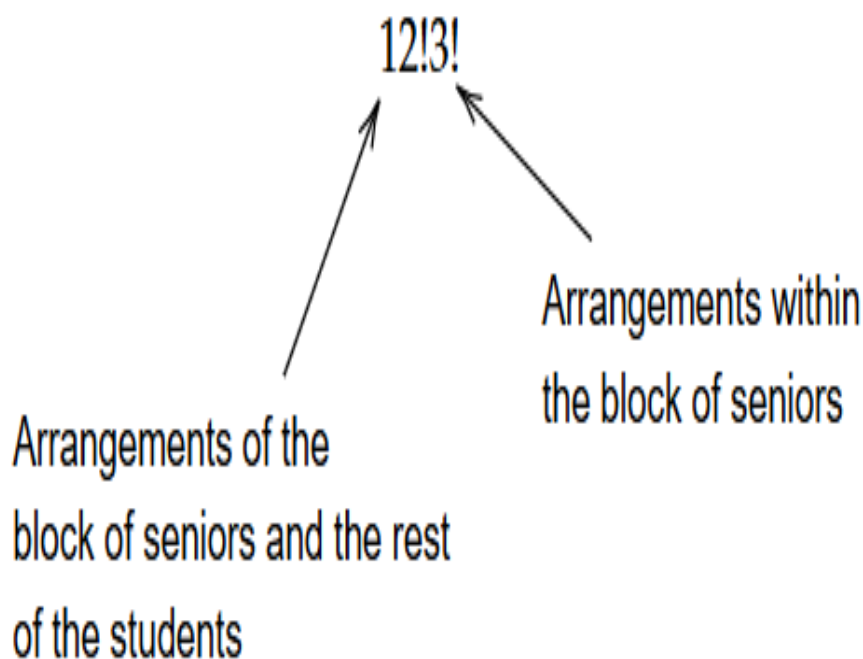 12!3!
Arrangements within
the block of seniors
Arrangements of the
block of seniors and the rest
of the students